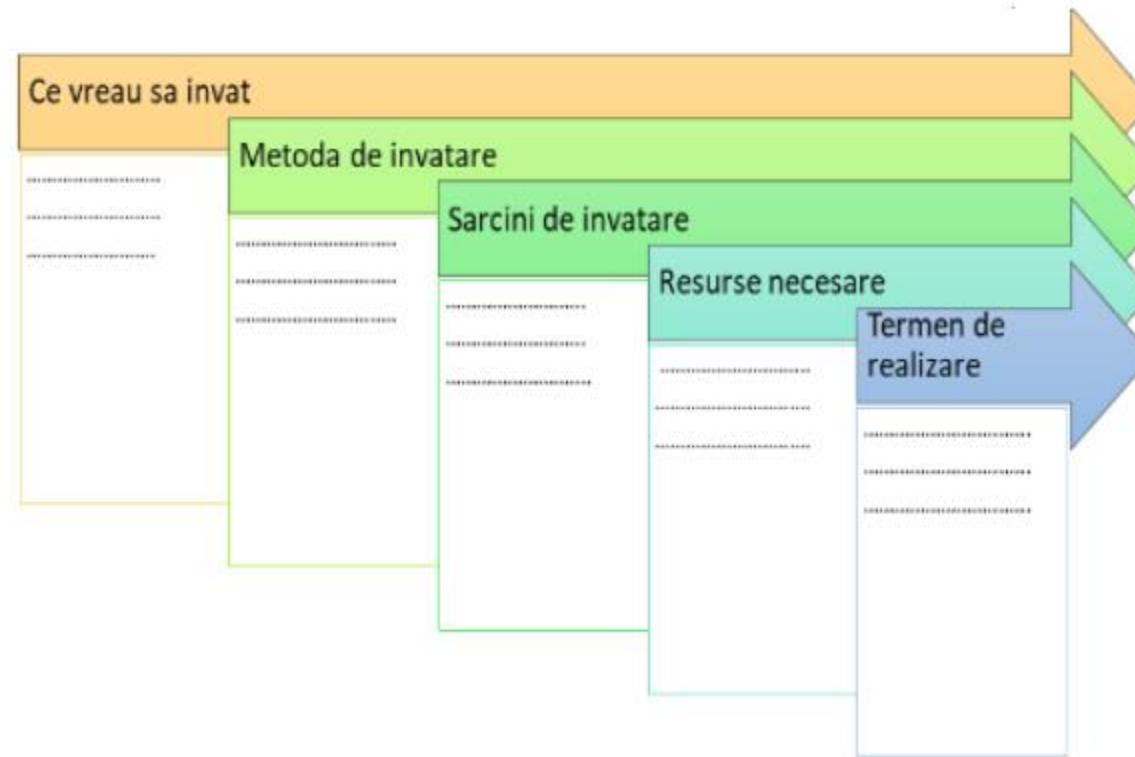 Ce vreau sa invat
Metoda de invatare
Sarcini de invatare
Resurse necesare
Termen de
realizare